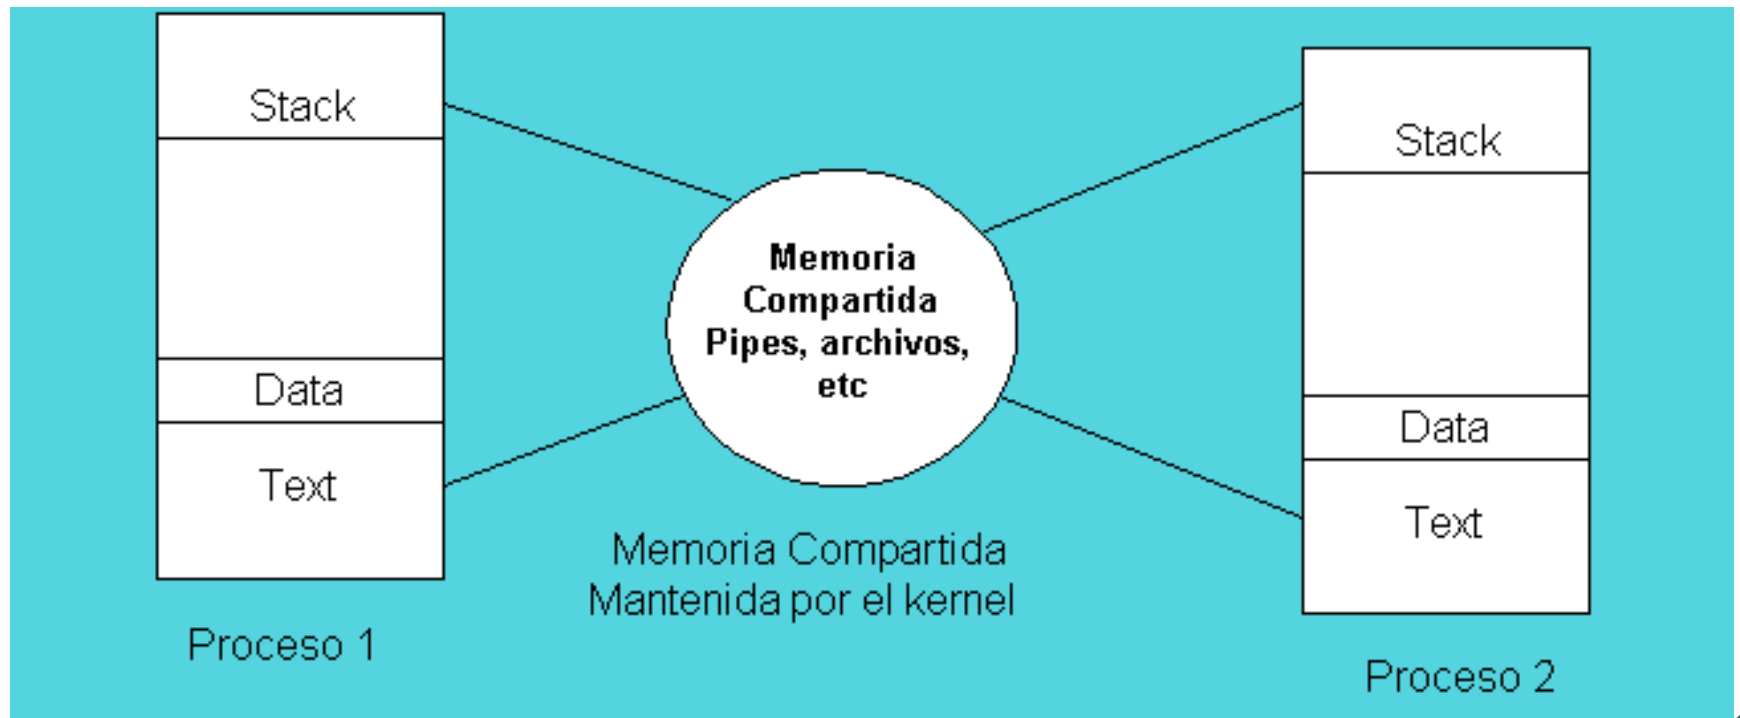 Stack
Data
Text
Proceso 1
Memoria
Compartida
Pipes, archivos,
etc
Memoria Compartida
Mantenida por el kernel
Stack
Data
Text
Proceso 2